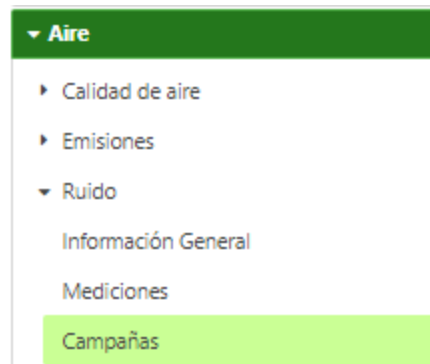 Aire
Calidad de aire
Emisiones
Ruido
Información General
Mediciones
Campañas